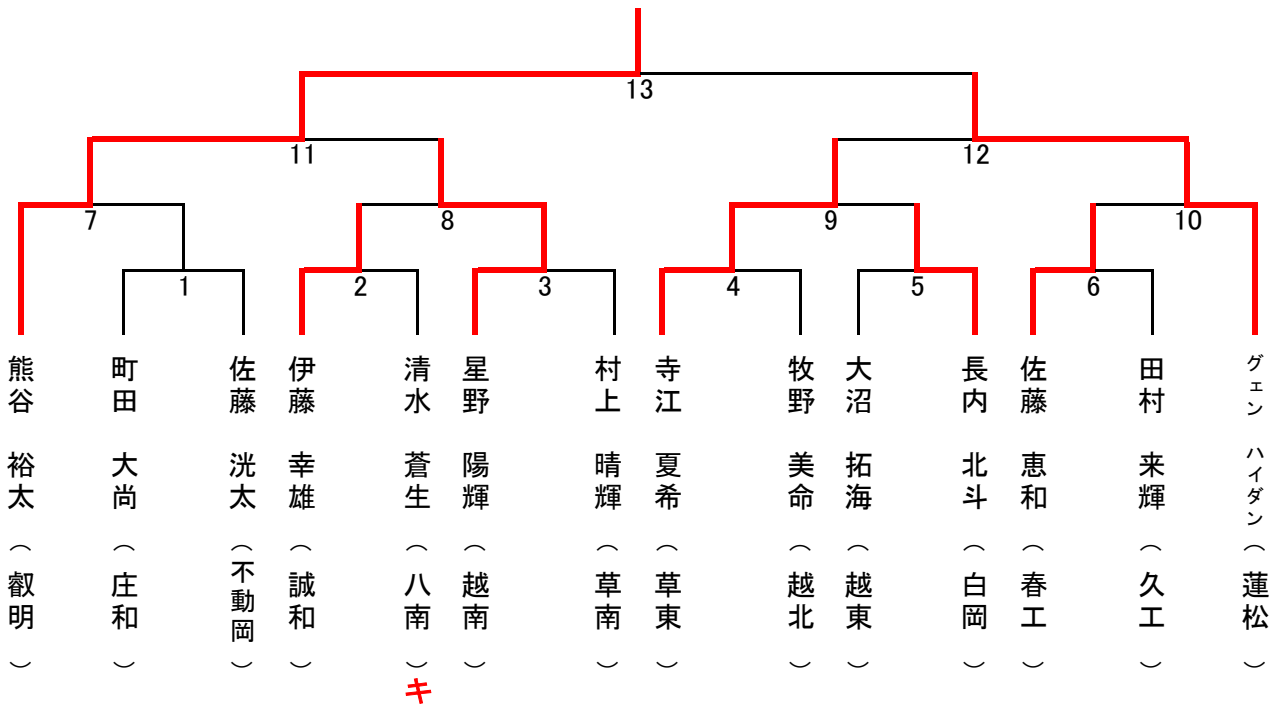 13
11
12
7
8
9
10
1
2
3
4
5
6
熊谷 裕太 （叡明）
町田 大尚 （庄和）
佐藤 洸太 （不動岡）
伊藤 幸雄 （誠和）
清水 蒼生 （八南）キ
星野 陽輝 （越南）
村上 晴輝 （草南）
寺江 夏希 （草東）
牧野 美命 （越北）
大沼 拓海 （越東）
長内 北斗 （白岡）
佐藤 恵和 （春工）
田村 来輝 （久工）
グェン ハイダン （蓮松）